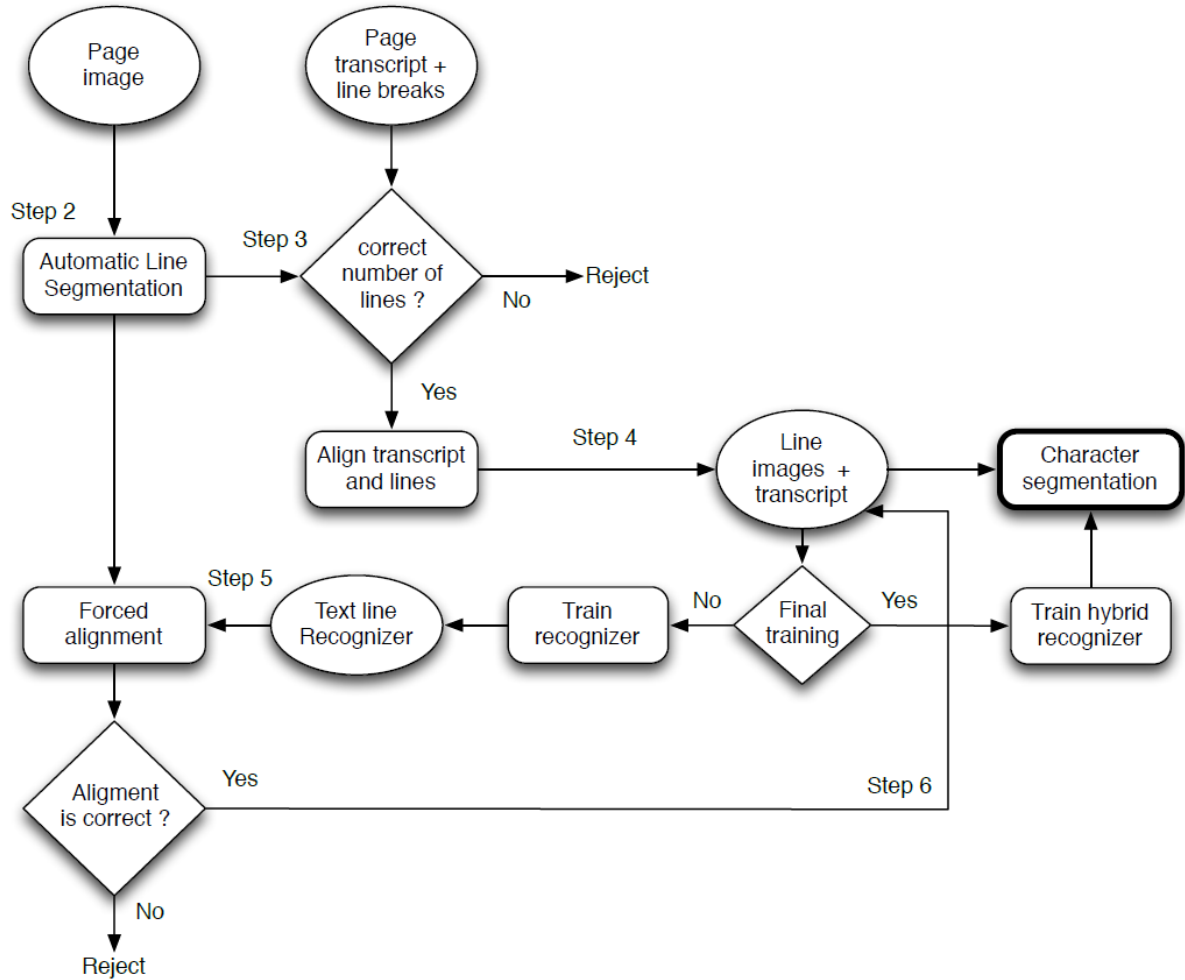 Page
image
Page
transcript +
line breaks
Step 2
Automatic Line
Segmentation
Step 3
correct
number of
lines ?
No
Reject
Yes
Align transcript
and lines
Step 4
Line
images +
transcript
Character
segmentation
Forced
alignment
Step 5
Text line
Recognizer
Train
recognizer
No
Final
training
Yes
Train hybrid
recognizer
Aligment
is correct ?
Yes
Step 6
No
Reject